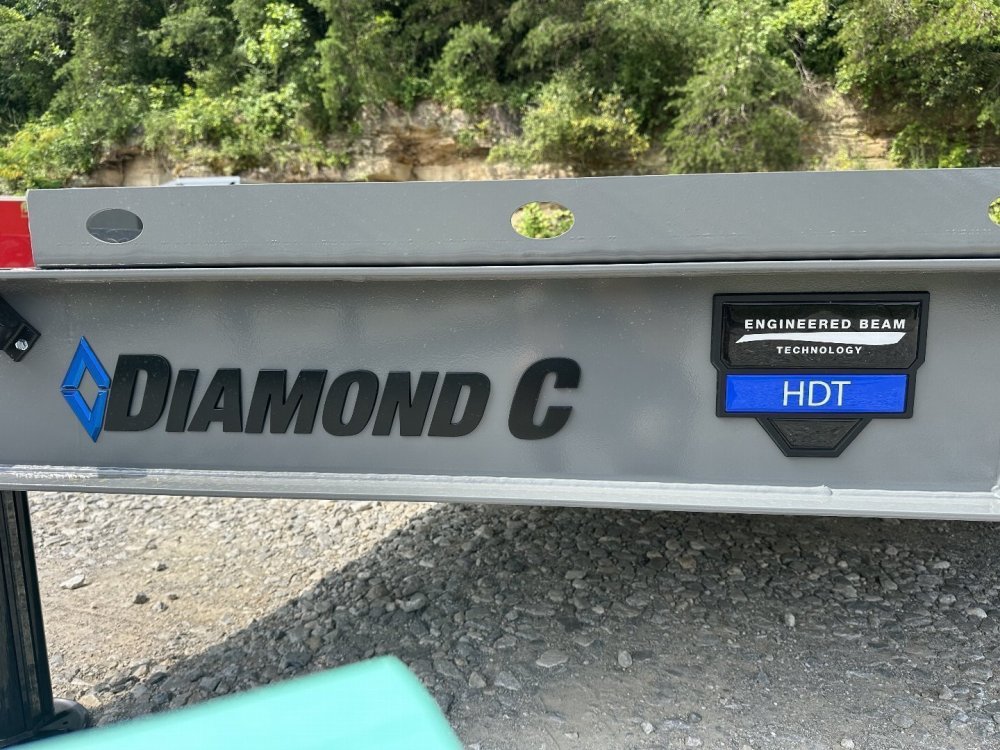 DIAMOND C
ENGINEERED BEAM
TECHNOLOGY
HDT